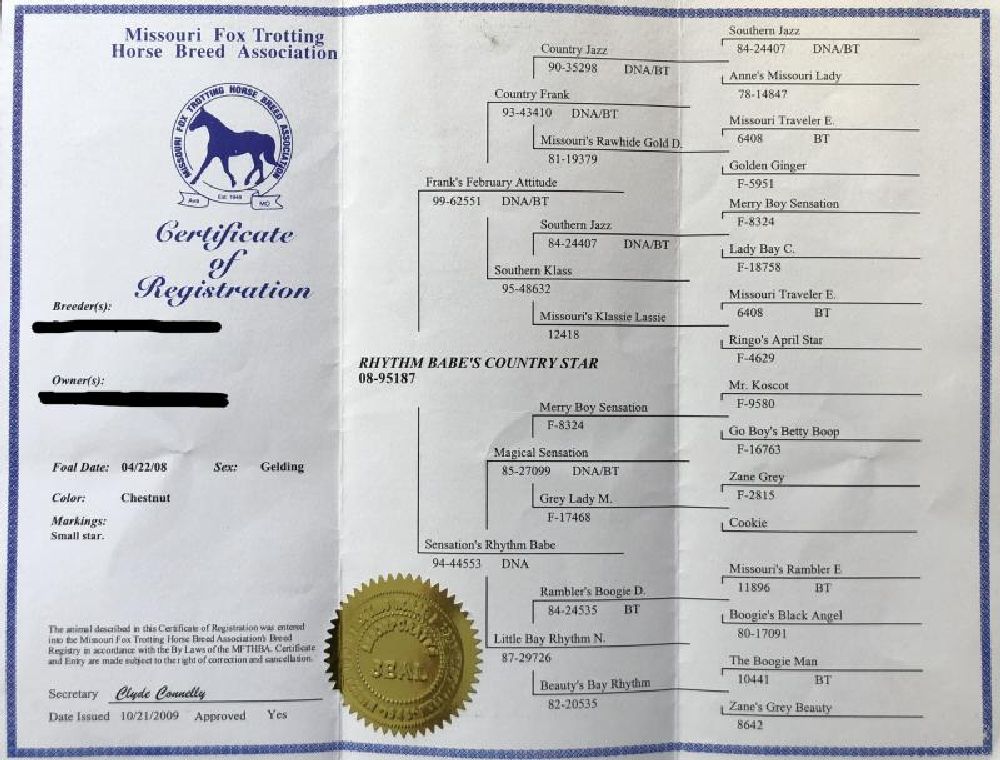 Missouri Fox Trotting
Horse Breed Association
MISSOURI FOX TROTTING HORSE BREED ASSOCIATION
Ava
Est 1948
MO
Certificate
of
Registration
Breeder(s):
Owner(s):
Foal Date: 04/22/08 Sex: Gelding
Color: Chestnut
Markings:
Small star.
The animal described in this Certificate of Registration was entered
into the Missouri Fox Trotting Horse Breed Association's Breed
Registry in accordance with the By Laws of the MFTHBA. Certificate
and Entry are made subject to the right of correction and cancellation.
Secretary Clyde Connelly
Date Issued 10/21/2009 Approved Yes
SEAL
RHYTHM BABE'S COUNTRY STAR
08-95187
Frank's February Attitude
99-62551 DNA/BT
Sensation's Rhythm Babe
94-44553 DNA
Country Frank
93-43410 DNA/BT
Southern Klass
95-48632
Magical Sensation
85-27099 DNA/BT
Little Bay Rhythm N.
87-29726
Country Jazz
90-35298 DNA/BT
Missouri's Rawhide Gold D.
81-19379
Southern Jazz
84-24407 DNA/BT
Missouri's Klassie Lassie
12418
Merry Boy Sensation
F-8324
Grey Lady M.
F-17468
Rambler's Boogie D.
84-24535 BT
Beauty's Bay Rhythm
82-20535
Southern Jazz
84-24407 DNA/BT
Anne's Missouri Lady
78-14847
Missouri Traveler E.
6408 BT
Golden Ginger
F-5951
Merry Boy Sensation
F-8324
Lady Bay C.
F-18758
Missouri Traveler E.
6408 BT
Ringo's April Star
F-4629
Mr. Koscot
F-9580
Go Boy's Betty Boop
F-16763
Zane Grey
F-2815
Cookie
Missouri's Rambler E
11896 BT
Boogie's Black Angel
80-17091
The Boogie Man
10441 BT
Zane's Grey Beauty
8642